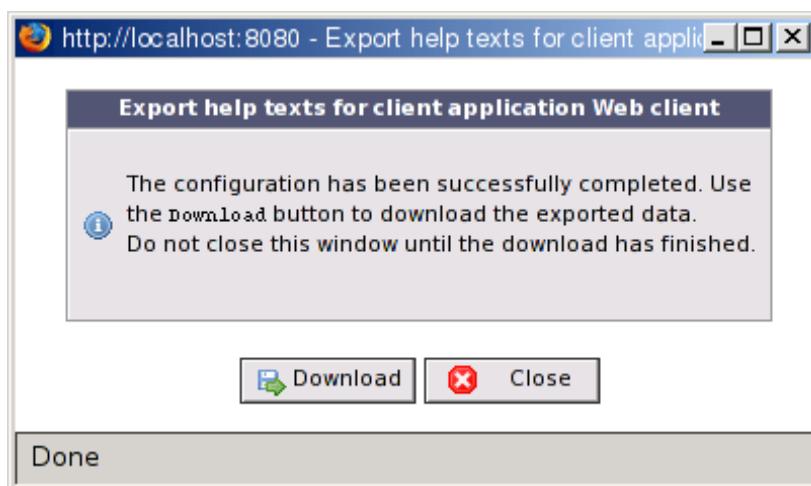 http://localhost:8080 - Export help texts for client applic
Export help texts for client application Web client
The configuration has been successfully completed. Use
the Download button to download the exported data.
Do not close this window until the download has finished.
Download
Close
Done